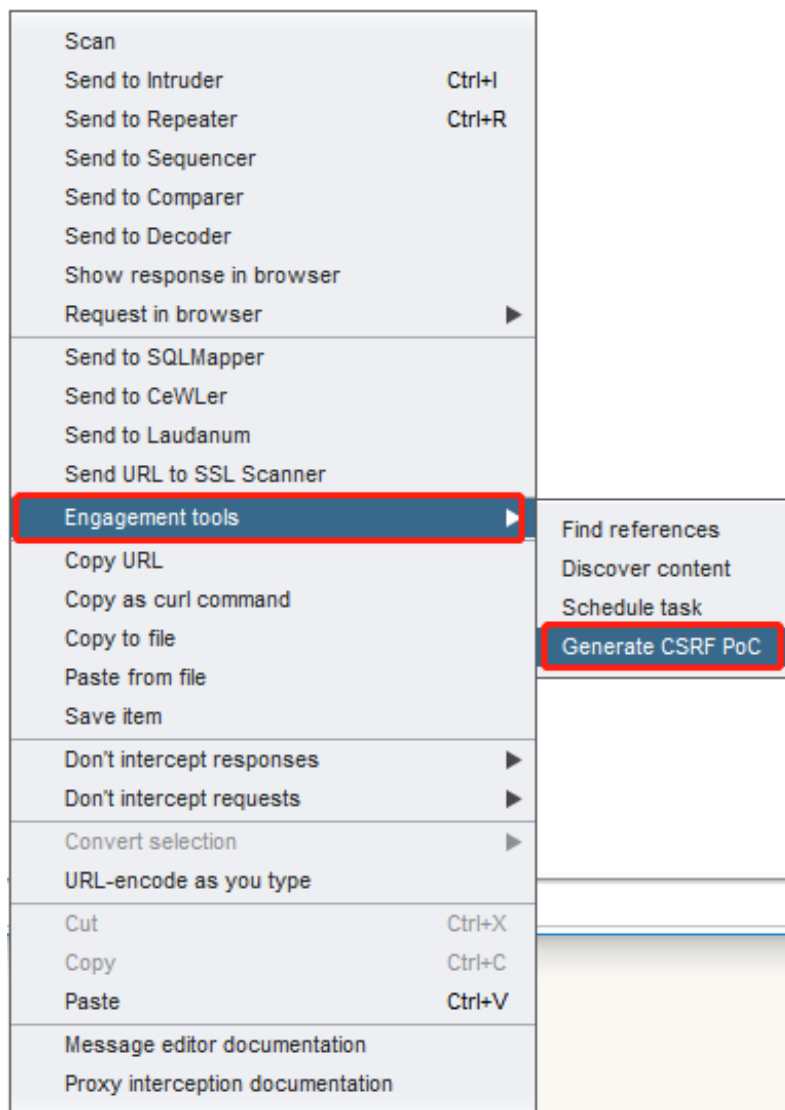 Scan
Send to Intruder Ctrl+I
Send to Repeater Ctrl+R
Send to Sequencer
Send to Comparer
Send to Decoder
Show response in browser
Request in browser
Send to SQLMapper
Send to CeWLer
Send to Laudanum
Send URL to SSL Scanner
Engagement tools
Find references
Discover content
Schedule task
Generate CSRF PoC
Copy URL
Copy as curl command
Copy to file
Paste from file
Save item
Don't intercept responses
Don't intercept requests
Convert selection
URL-encode as you type
Cut Ctrl+X
Copy Ctrl+C
Paste Ctrl+V
Message editor documentation
Proxy interception documentation